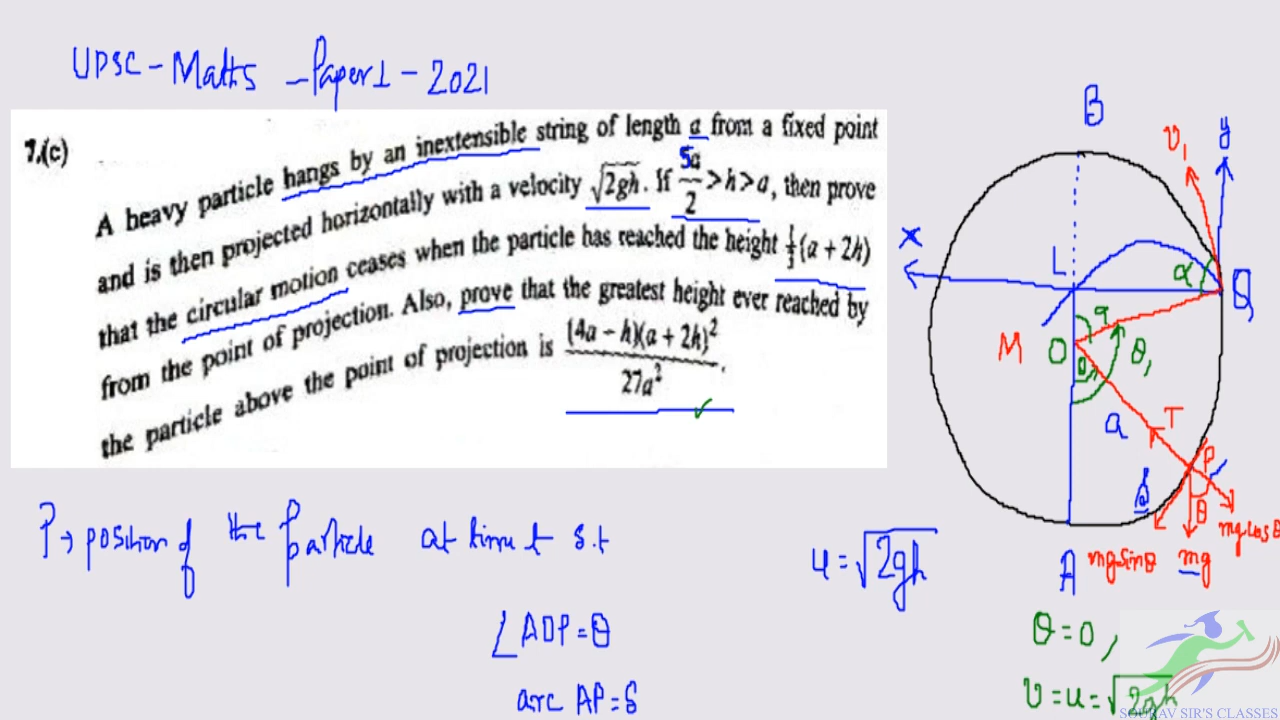 UPSC - Maths - Paper 1 - 2021
7.(c)
A heavy particle hangs by an inextensible string of length a from a fixed point
and is then projected horizontally with a velocity √2gh. If 5a/2 > h > a, then prove
that the circular motion ceases when the particle has reached the height 1/3(a + 2h)
from the point of projection. Also, prove that the greatest height ever reached by
the particle above the point of projection is (4a − h)(a + 2h)²/27a².
B
y
v₁
x
L
α
Q
a
M
O
θ
θ₁
a
T
P
s
θ
mg cosθ
A
mg sinθ
mg
P → position of the particle at time t s.t
u = √2gh
∠AOP = θ
θ = 0,
arc AP = s
v = u = √2gh
SOURAV SIR'S CLASSES